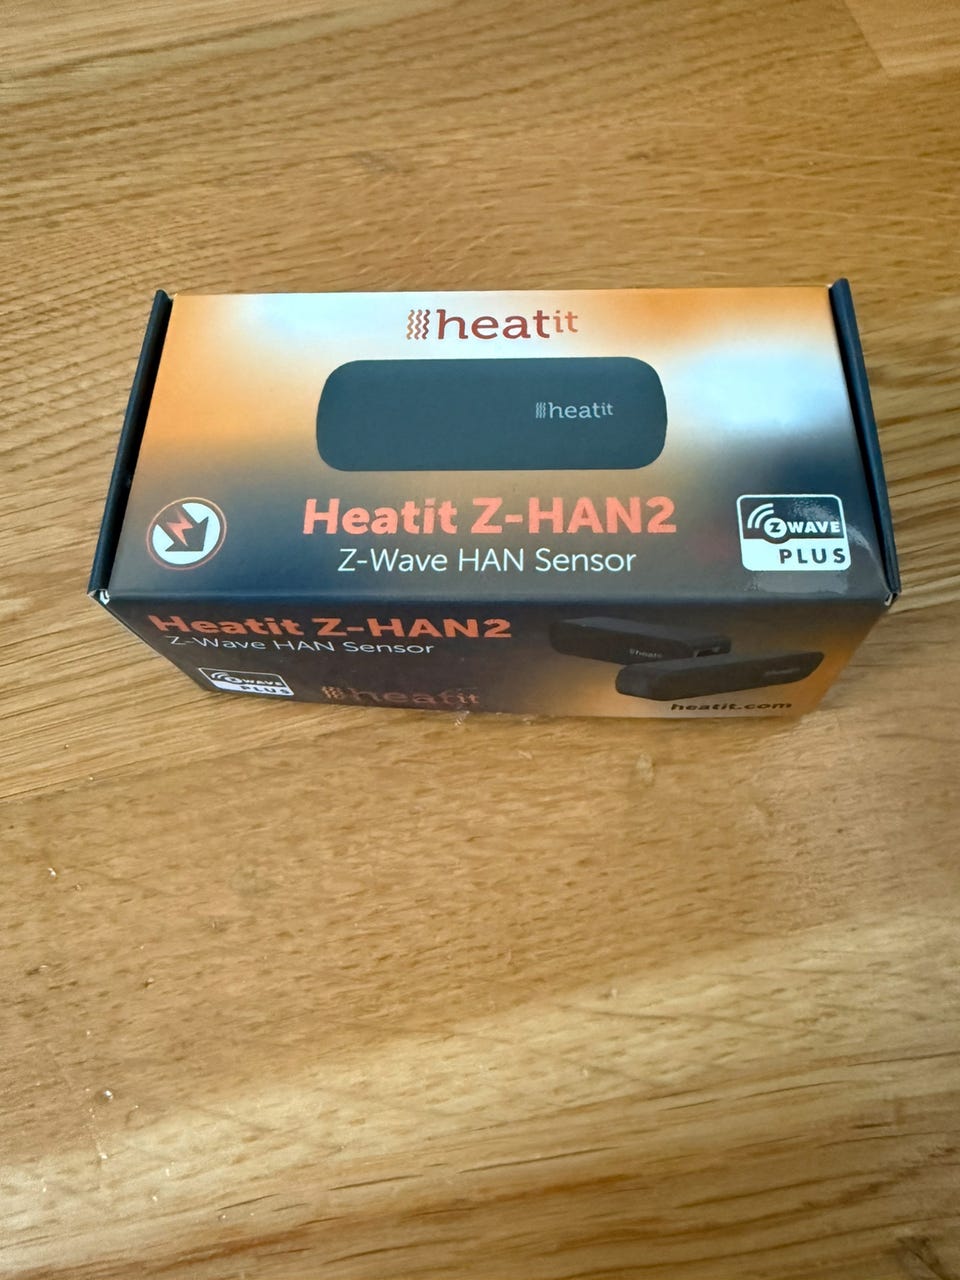 heatit
heatit
Heatit Z-HAN2
Z-Wave HAN Sensor
Z WAVE
PLUS
Heatit Z-HAN2
Z-Wave HAN Sensor
Z WAVE
PLUS
heatit
heatit
heatit.com